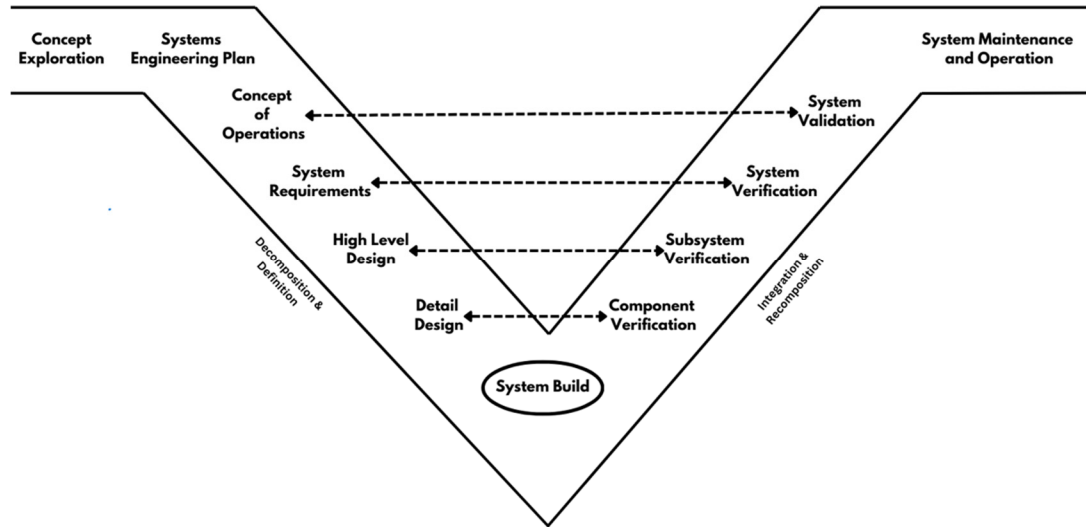 Concept
Exploration
Systems
Engineering Plan
System Maintenance
and Operation
Concept
of
Operations
System
Validation
System
Requirements
System
Verification
High Level
Design
Subsystem
Verification
Decomposition &
Definition
Integration &
Recomposition
Detail
Design
Component
Verification
System Build